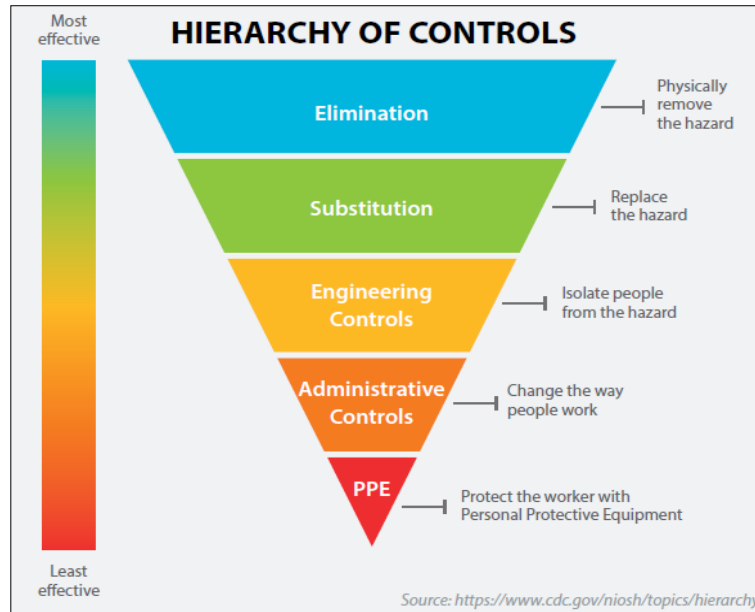 Most
effective
HIERARCHY OF CONTROLS
Elimination
Physically
remove
the hazard
Substitution
Replace
the hazard
Engineering
Controls
Isolate people
from the hazard
Administrative
Controls
Change the way
people work
PPE
Protect the worker with
Personal Protective Equipment
Least
effective
Source: https://www.cdc.gov/niosh/topics/hierarchy